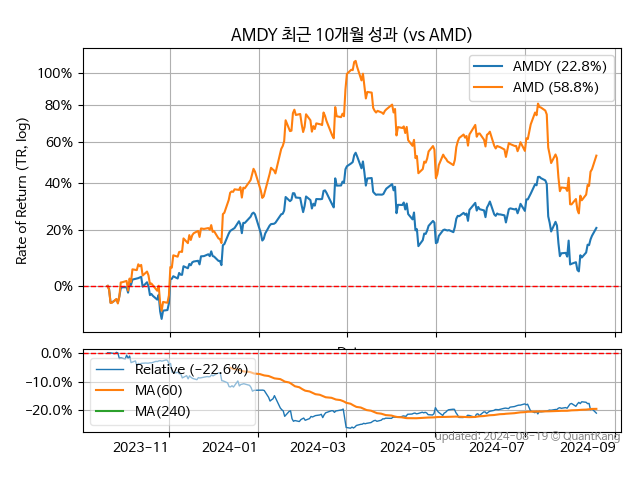 AMDY 최근 10개월 성과 (vs AMD)
AMDY (22.8%)
AMD (58.8%)
Rate of Return (TR, log)
100%
80%
60%
40%
20%
0%
0.0%
−10.0%
−20.0%
Relative (−22.6%)
MA(60)
MA(240)
2023−11
2024−01
2024−03
2024−05
2024−07
2024−09
updated: 2024−08−19 © QuantKang